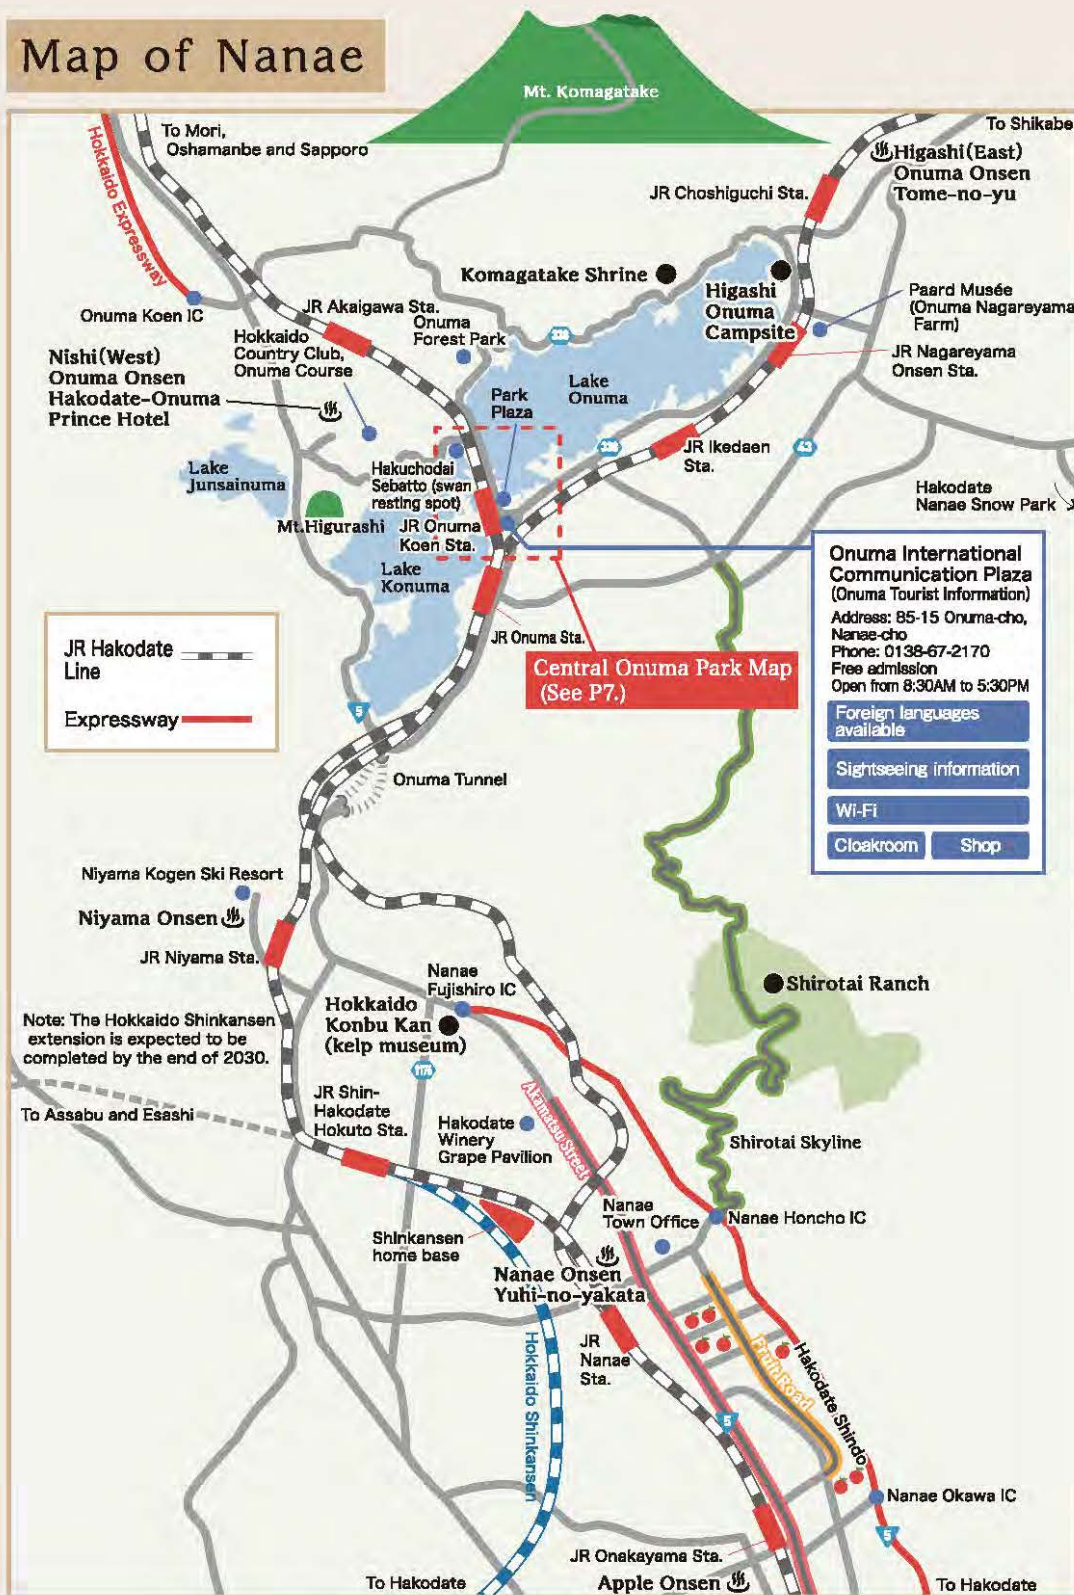 Map of Nanae
Mt. Komagatake
Hokkaido Expressway
To Mori,
Oshamanbe and Sapporo
To Shikabe
Higashi(East)
Onuma Onsen
Tome-no-yu
JR Choshiguchi Sta.
Komagatake Shrine
Higashi
Onuma
Campsite
Paard Musée
(Onuma Nagareyama
Farm)
JR Nagareyama
Onsen Sta.
Onuma Koen IC
JR Akaigawa Sta.
Hokkaido
Country Club,
Onuma Course
Onuma
Forest Park
338
Nishi(West)
Onuma Onsen
Hakodate-Onuma
Prince Hotel
Lake
Onuma
Park
Plaza
338
43
JR Ikedaen
Sta.
Lake
Junsainuma
Hakuchodai
Sebatto (swan
resting spot)
Mt.Higurashi
JR Onuma
Koen Sta.
Hakodate
Nanae Snow Park
Lake
Konuma
JR Onuma Sta.
Onuma International
Communication Plaza
(Onuma Tourist Information)
Address: 85-15 Onuma-cho,
Nanae-cho
Phone: 0138-67-2170
Free admission
Open from 8:30AM to 5:30PM
Foreign languages
available
Sightseeing information
Wi-Fi
Cloakroom
Shop
JR Hakodate
Line
Expressway
Central Onuma Park Map
(See P7.)
5
Onuma Tunnel
Niyama Kogen Ski Resort
Niyama Onsen
JR Niyama Sta.
Nanae
Fujishiro IC
Hokkaido
Konbu Kan
(kelp museum)
Shirotai Ranch
Note: The Hokkaido Shinkansen
extension is expected to be
completed by the end of 2030.
1176
To Assabu and Esashi
JR Shin-
Hakodate
Hokuto Sta.
Hakodate
Winery
Grape Pavilion
Akamatsu Street
Shirotai Skyline
Nanae
Town Office
Nanae Honcho IC
Shinkansen
home base
Nanae Onsen
Yuhi-no-yakata
JR
Nanae
Sta.
Hokkaido Shinkansen
Fruit Road
Hakodate Shindo
5
Nanae Okawa IC
5
JR Onakayama Sta.
Apple Onsen
To Hakodate
To Hakodate